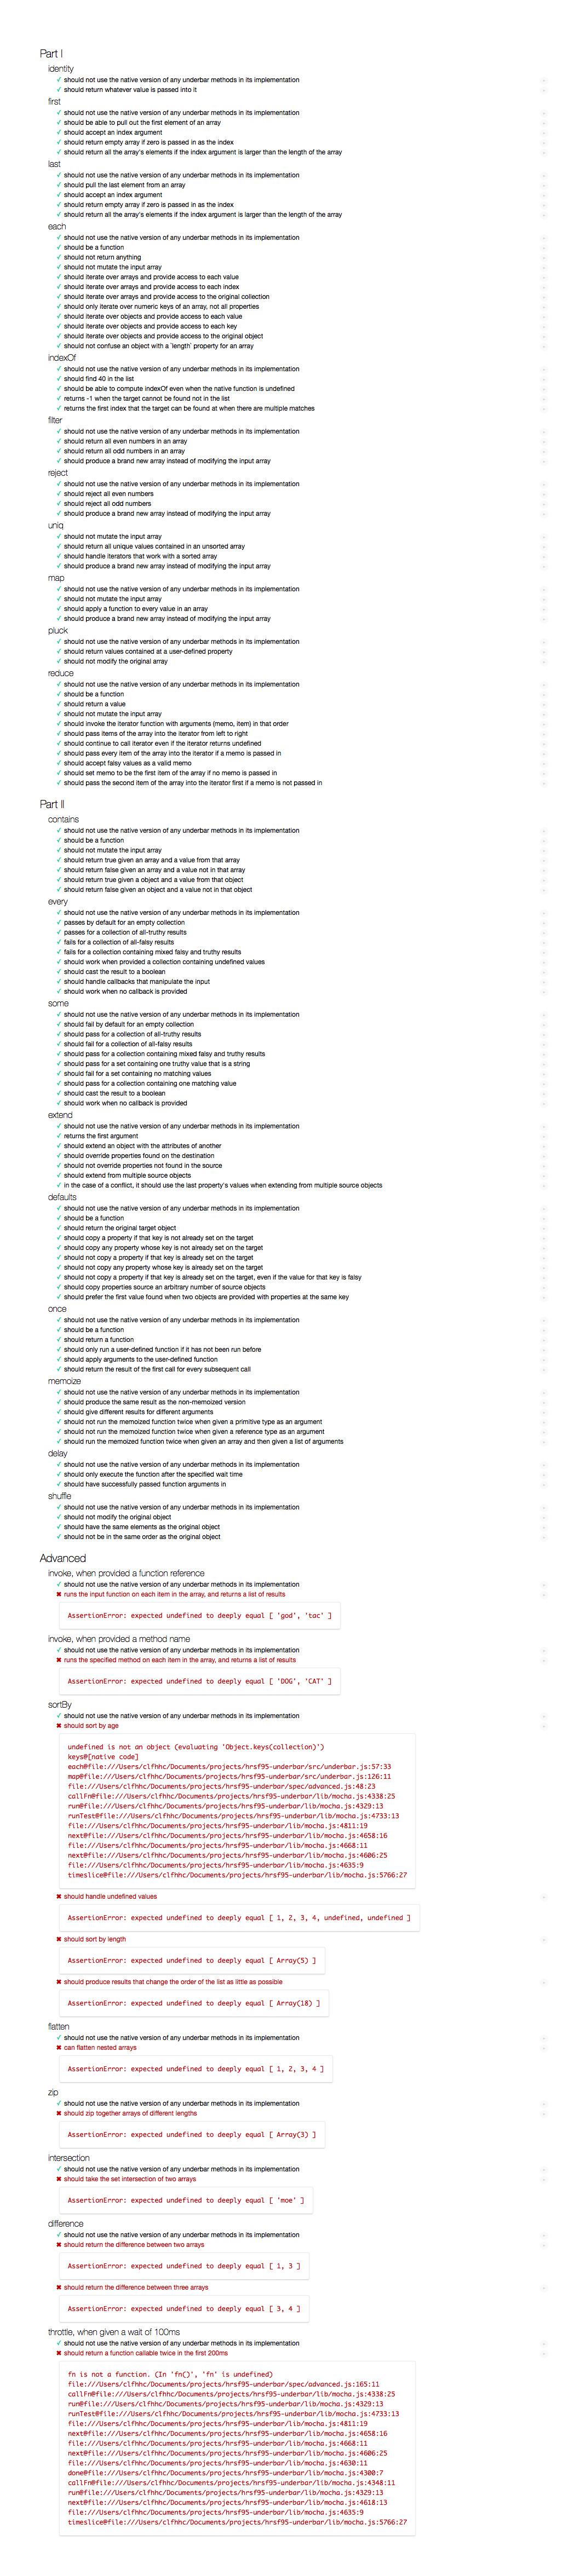 Part I
identity
✓ should not use the native version of any underbar methods in its implementation
✓ should return whatever value is passed into it
first
✓ should not use the native version of any underbar methods in its implementation
✓ should be able to pull out the first element of an array
✓ should accept an index argument
✓ should return empty array if zero is passed in as the index
✓ should return all the array's elements if the index argument is larger than the length of the array
last
✓ should not use the native version of any underbar methods in its implementation
✓ should pull the last element from an array
✓ should accept an index argument
✓ should return empty array if zero is passed in as the index
✓ should return all the array's elements if the index argument is larger than the length of the array
each
✓ should not use the native version of any underbar methods in its implementation
✓ should be a function
✓ should not return anything
✓ should not mutate the input array
✓ should iterate over arrays and provide access to each value
✓ should iterate over arrays and provide access to each index
✓ should iterate over arrays and provide access to the original collection
✓ should only iterate over numeric keys of an array, not all properties
✓ should iterate over objects and provide access to each value
✓ should iterate over objects and provide access to each key
✓ should iterate over objects and provide access to the original object
✓ should not confuse an object with a `length` property for an array
indexOf
✓ should not use the native version of any underbar methods in its implementation
✓ should find 40 in the list
✓ should be able to compute indexOf even when the native function is undefined
✓ returns -1 when the target cannot be found not in the list
✓ returns the first index that the target can be found at when there are multiple matches
filter
✓ should not use the native version of any underbar methods in its implementation
✓ should return all even numbers in an array
✓ should return all odd numbers in an array
✓ should produce a brand new array instead of modifying the input array
reject
✓ should not use the native version of any underbar methods in its implementation
✓ should reject all even numbers
✓ should reject all odd numbers
✓ should produce a brand new array instead of modifying the input array
uniq
✓ should not mutate the input array
✓ should return all unique values contained in an unsorted array
✓ should handle iterators that work with a sorted array
✓ should produce a brand new array instead of modifying the input array
map
✓ should not use the native version of any underbar methods in its implementation
✓ should not mutate the input array
✓ should apply a function to every value in an array
✓ should produce a brand new array instead of modifying the input array
pluck
✓ should not use the native version of any underbar methods in its implementation
✓ should return values contained at a user-defined property
✓ should not modify the original array
reduce
✓ should not use the native version of any underbar methods in its implementation
✓ should be a function
✓ should return a value
✓ should not mutate the input array
✓ should invoke the iterator function with arguments (memo, item) in that order
✓ should pass items of the array into the iterator from left to right
✓ should continue to call iterator even if the iterator returns undefined
✓ should pass every item of the array into the iterator if a memo is passed in
✓ should accept falsy values as a valid memo
✓ should set memo to be the first item of the array if no memo is passed in
✓ should pass the second item of the array into the iterator first if a memo is not passed in
Part II
contains
✓ should not use the native version of any underbar methods in its implementation
✓ should be a function
✓ should not mutate the input array
✓ should return true given an array and a value from that array
✓ should return false given an array and a value not in that array
✓ should return true given a object and a value from that object
✓ should return false given an object and a value not in that object
every
✓ should not use the native version of any underbar methods in its implementation
✓ passes by default for an empty collection
✓ passes for a collection of all-truthy results
✓ fails for a collection of all-falsy results
✓ fails for a collection containing mixed falsy and truthy results
✓ should work when provided a collection containing undefined values
✓ should cast the result to a boolean
✓ should handle callbacks that manipulate the input
✓ should work when no callback is provided
some
✓ should not use the native version of any underbar methods in its implementation
✓ should fail by default for an empty collection
✓ should pass for a collection of all-truthy results
✓ should fail for a collection of all-falsy results
✓ should pass for a collection containing mixed falsy and truthy results
✓ should pass for a set containing one truthy value that is a string
✓ should fail for a set containing no matching values
✓ should pass for a collection containing one matching value
✓ should cast the result to a boolean
✓ should work when no callback is provided
extend
✓ should not use the native version of any underbar methods in its implementation
✓ returns the first argument
✓ should extend an object with the attributes of another
✓ should override properties found on the destination
✓ should not override properties not found in the source
✓ should extend from multiple source objects
✓ in the case of a conflict, it should use the last property's values when extending from multiple source objects
defaults
✓ should not use the native version of any underbar methods in its implementation
✓ should be a function
✓ should return the original target object
✓ should copy a property if that key is not already set on the target
✓ should copy any property whose key is not already set on the target
✓ should not copy a property if that key is already set on the target
✓ should not copy any property whose key is already set on the target
✓ should not copy a property if that key is already set on the target, even if the value for that key is falsy
✓ should copy properties source an arbitrary number of source objects
✓ should prefer the first value found when two objects are provided with properties at the same key
once
✓ should not use the native version of any underbar methods in its implementation
✓ should be a function
✓ should return a function
✓ should only run a user-defined function if it has not been run before
✓ should apply arguments to the user-defined function
✓ should return the result of the first call for every subsequent call
memoize
✓ should not use the native version of any underbar methods in its implementation
✓ should produce the same result as the non-memoized version
✓ should give different results for different arguments
✓ should not run the memoized function twice when given a primitive type as an argument
✓ should not run the memoized function twice when given a reference type as an argument
✓ should run the memoized function twice when given an array and then given a list of arguments
delay
✓ should not use the native version of any underbar methods in its implementation
✓ should only execute the function after the specified wait time
✓ should have successfully passed function arguments in
shuffle
✓ should not use the native version of any underbar methods in its implementation
✓ should not modify the original object
✓ should have the same elements as the original object
✓ should not be in the same order as the original object
Advanced
invoke, when provided a function reference
✓ should not use the native version of any underbar methods in its implementation
✖ runs the input function on each item in the array, and returns a list of results
AssertionError: expected undefined to deeply equal [ 'god', 'tac' ]
invoke, when provided a method name
✓ should not use the native version of any underbar methods in its implementation
✖ runs the specified method on each item in the array, and returns a list of results
AssertionError: expected undefined to deeply equal [ 'DOG', 'CAT' ]
sortBy
✓ should not use the native version of any underbar methods in its implementation
✖ should sort by age
undefined is not an object (evaluating 'Object.keys(collection)')
keys@[native code]
each@file:///Users/clfhhc/Documents/projects/hrsf95-underbar/src/underbar.js:57:33
map@file:///Users/clfhhc/Documents/projects/hrsf95-underbar/src/underbar.js:126:11
file:///Users/clfhhc/Documents/projects/hrsf95-underbar/spec/advanced.js:48:23
callFn@file:///Users/clfhhc/Documents/projects/hrsf95-underbar/lib/mocha.js:4338:25
run@file:///Users/clfhhc/Documents/projects/hrsf95-underbar/lib/mocha.js:4329:13
runTest@file:///Users/clfhhc/Documents/projects/hrsf95-underbar/lib/mocha.js:4733:13
file:///Users/clfhhc/Documents/projects/hrsf95-underbar/lib/mocha.js:4811:19
next@file:///Users/clfhhc/Documents/projects/hrsf95-underbar/lib/mocha.js:4658:16
file:///Users/clfhhc/Documents/projects/hrsf95-underbar/lib/mocha.js:4668:11
next@file:///Users/clfhhc/Documents/projects/hrsf95-underbar/lib/mocha.js:4606:25
file:///Users/clfhhc/Documents/projects/hrsf95-underbar/lib/mocha.js:4635:9
timeslice@file:///Users/clfhhc/Documents/projects/hrsf95-underbar/lib/mocha.js:5766:27
✖ should handle undefined values
AssertionError: expected undefined to deeply equal [ 1, 2, 3, 4, undefined, undefined ]
✖ should sort by length
AssertionError: expected undefined to deeply equal [ Array(5) ]
✖ should produce results that change the order of the list as little as possible
AssertionError: expected undefined to deeply equal [ Array(18) ]
flatten
✓ should not use the native version of any underbar methods in its implementation
✖ can flatten nested arrays
AssertionError: expected undefined to deeply equal [ 1, 2, 3, 4 ]
zip
✓ should not use the native version of any underbar methods in its implementation
✖ should zip together arrays of different lengths
AssertionError: expected undefined to deeply equal [ Array(3) ]
intersection
✓ should not use the native version of any underbar methods in its implementation
✖ should take the set intersection of two arrays
AssertionError: expected undefined to deeply equal [ 'moe' ]
difference
✓ should not use the native version of any underbar methods in its implementation
✖ should return the difference between two arrays
AssertionError: expected undefined to deeply equal [ 1, 3 ]
✖ should return the difference between three arrays
AssertionError: expected undefined to deeply equal [ 3, 4 ]
throttle, when given a wait of 100ms
✓ should not use the native version of any underbar methods in its implementation
✖ should return a function callable twice in the first 200ms
fn is not a function. (In 'fn()', 'fn' is undefined)
file:///Users/clfhhc/Documents/projects/hrsf95-underbar/spec/advanced.js:165:11
callFn@file:///Users/clfhhc/Documents/projects/hrsf95-underbar/lib/mocha.js:4338:25
run@file:///Users/clfhhc/Documents/projects/hrsf95-underbar/lib/mocha.js:4329:13
runTest@file:///Users/clfhhc/Documents/projects/hrsf95-underbar/lib/mocha.js:4733:13
file:///Users/clfhhc/Documents/projects/hrsf95-underbar/lib/mocha.js:4811:19
next@file:///Users/clfhhc/Documents/projects/hrsf95-underbar/lib/mocha.js:4658:16
file:///Users/clfhhc/Documents/projects/hrsf95-underbar/lib/mocha.js:4668:11
next@file:///Users/clfhhc/Documents/projects/hrsf95-underbar/lib/mocha.js:4606:25
file:///Users/clfhhc/Documents/projects/hrsf95-underbar/lib/mocha.js:4630:11
done@file:///Users/clfhhc/Documents/projects/hrsf95-underbar/lib/mocha.js:4300:7
callFn@file:///Users/clfhhc/Documents/projects/hrsf95-underbar/lib/mocha.js:4348:11
run@file:///Users/clfhhc/Documents/projects/hrsf95-underbar/lib/mocha.js:4329:13
next@file:///Users/clfhhc/Documents/projects/hrsf95-underbar/lib/mocha.js:4618:13
file:///Users/clfhhc/Documents/projects/hrsf95-underbar/lib/mocha.js:4635:9
timeslice@file:///Users/clfhhc/Documents/projects/hrsf95-underbar/lib/mocha.js:5766:27